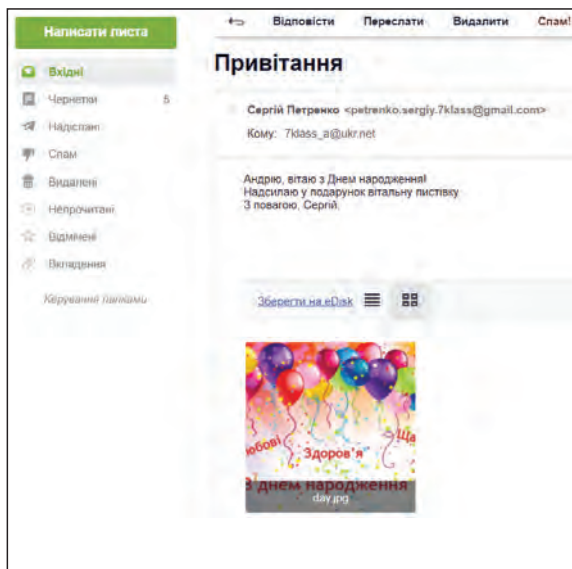 Написати листа
Відповісти Переслати Видалити Спам!
Вхідні
Чернетки 5
Надіслані
Спам
Видалені
Непрочитані
Відмічені
Вкладення
Керування папками
Привітання
Сергій Петренко <petrenko.sergiy.7klass@gmail.com>
Кому: 7klass_a@ukr.net
Андрію, вітаю з Днем народження!
Надсилаю у подарунок вітальну листівку
З повагою, Сергій.
Зберегти на eDisk
юбові
Здоров'я
Ща
З днем народження
day.jpg